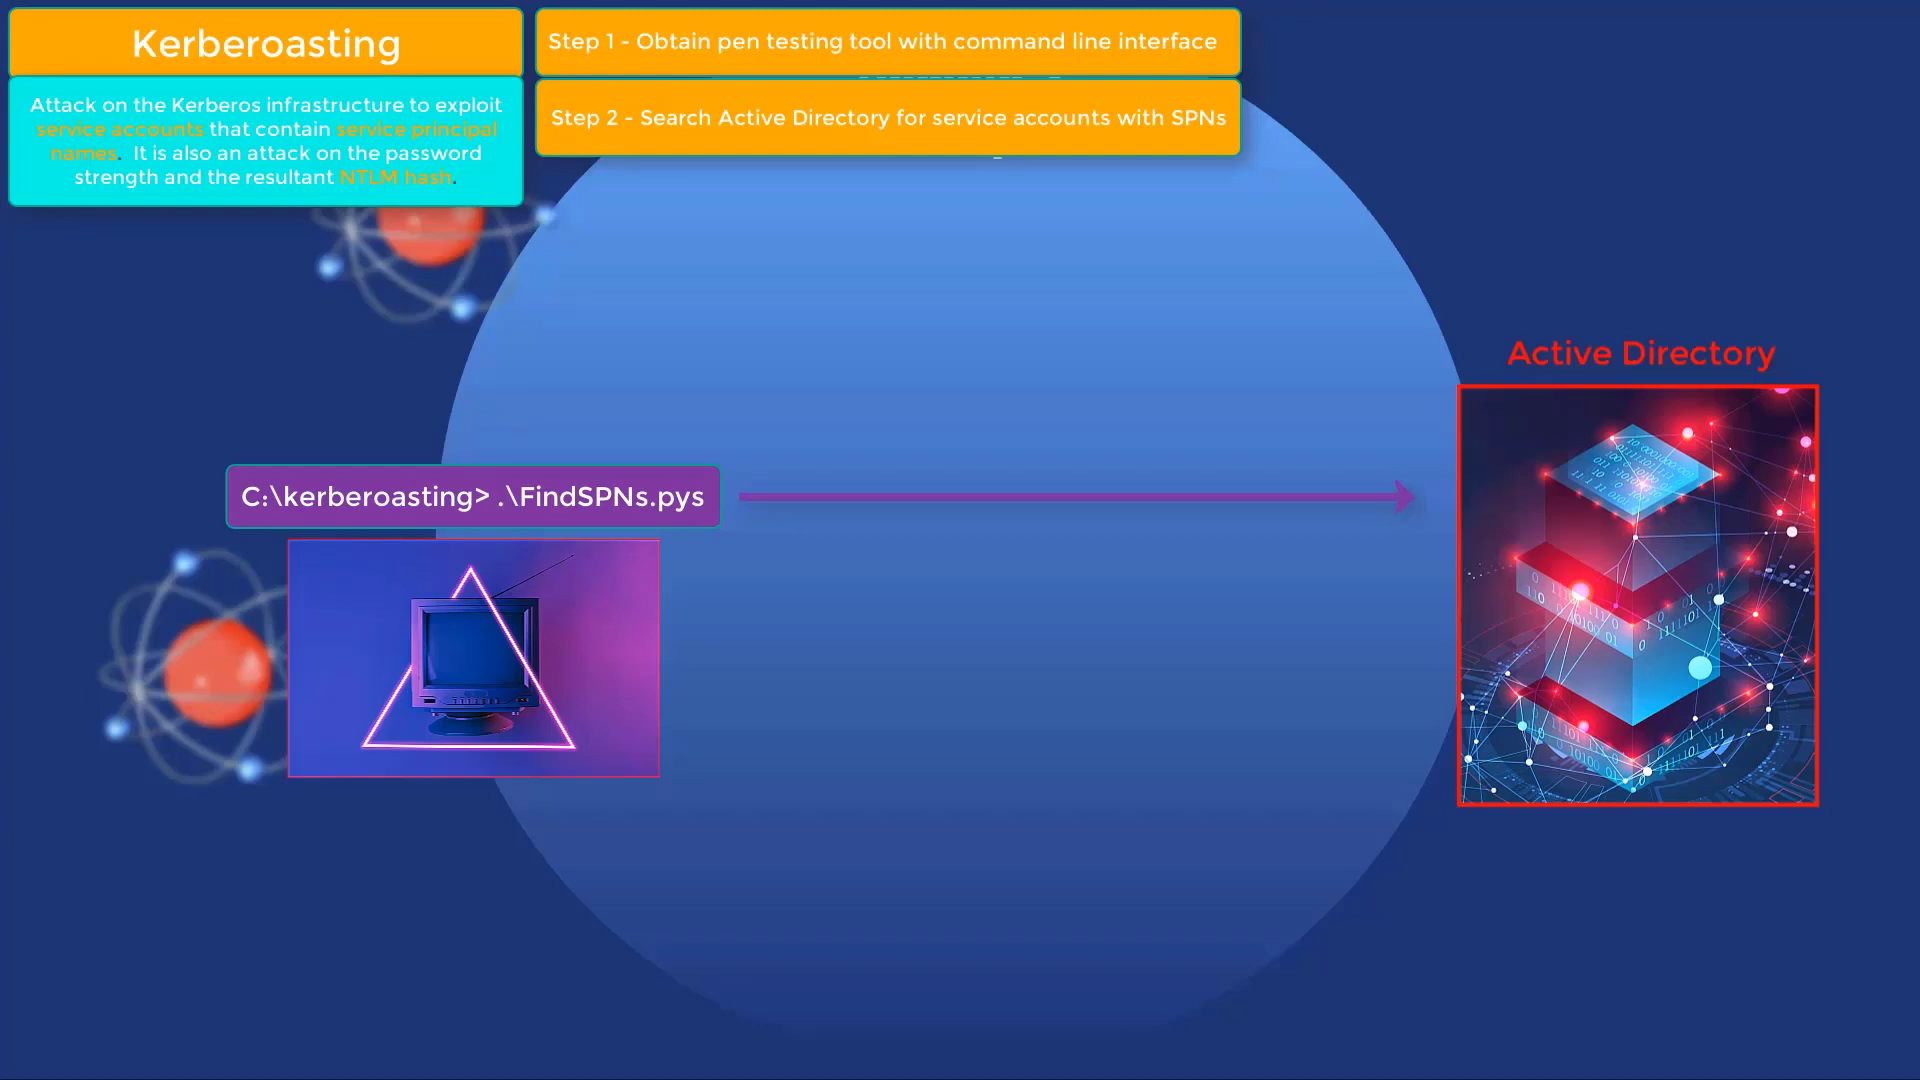 Kerberoasting
Attack on the Kerberos infrastructure to exploit
service accounts that contain service principal
names.  It is also an attack on the password
strength and the resultant NTLM hash.
Step 1 - Obtain pen testing tool with command line interface
Step 2 - Search Active Directory for service accounts with SPNs
C:\kerberoasting> .\FindSPNs.pys
Active Directory